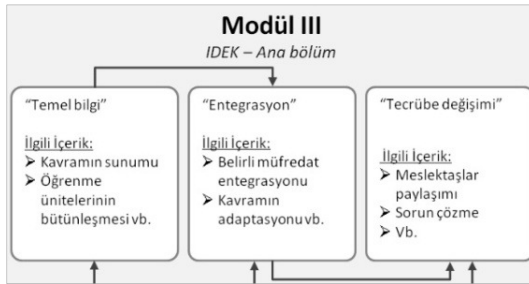 Modül III
IDEK – Ana bölüm
“Temel bilgi”
İlgili İçerik:
➢ Kavramın sunumu
➢ Öğrenme
ünitelerinin
bütünleşmesi vb.
“Entegrasyon”
İlgili İçerik:
➢ Belirli müfredat
entegrasyonu
➢ Kavramın
adaptasyonu vb.
“Tecrübe değişimi”
İlgili İçerik:
➢ Meslektaşlar
paylaşımı
➢ Sorun çözme
➢ Vb.